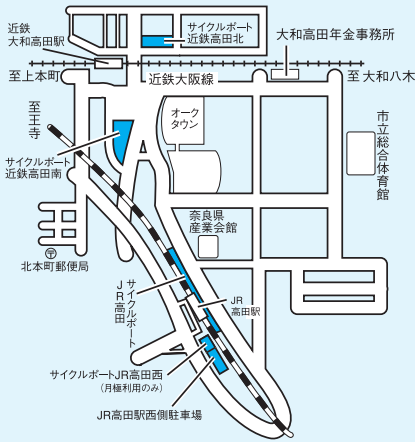 近鉄
大和高田駅
サイクルポート
近鉄高田北
大和高田年金事務所
至上本町
近鉄大阪線
至大和八木
至王寺
オーク
タウン
市立総合体育館
サイクルポート
近鉄高田南
奈良県
産業会館
〶
北本町郵便局
サイクルポート
JR高田
JR
高田駅
サイクルポートJR高田西
(月極利用のみ)
JR高田駅西側駐車場